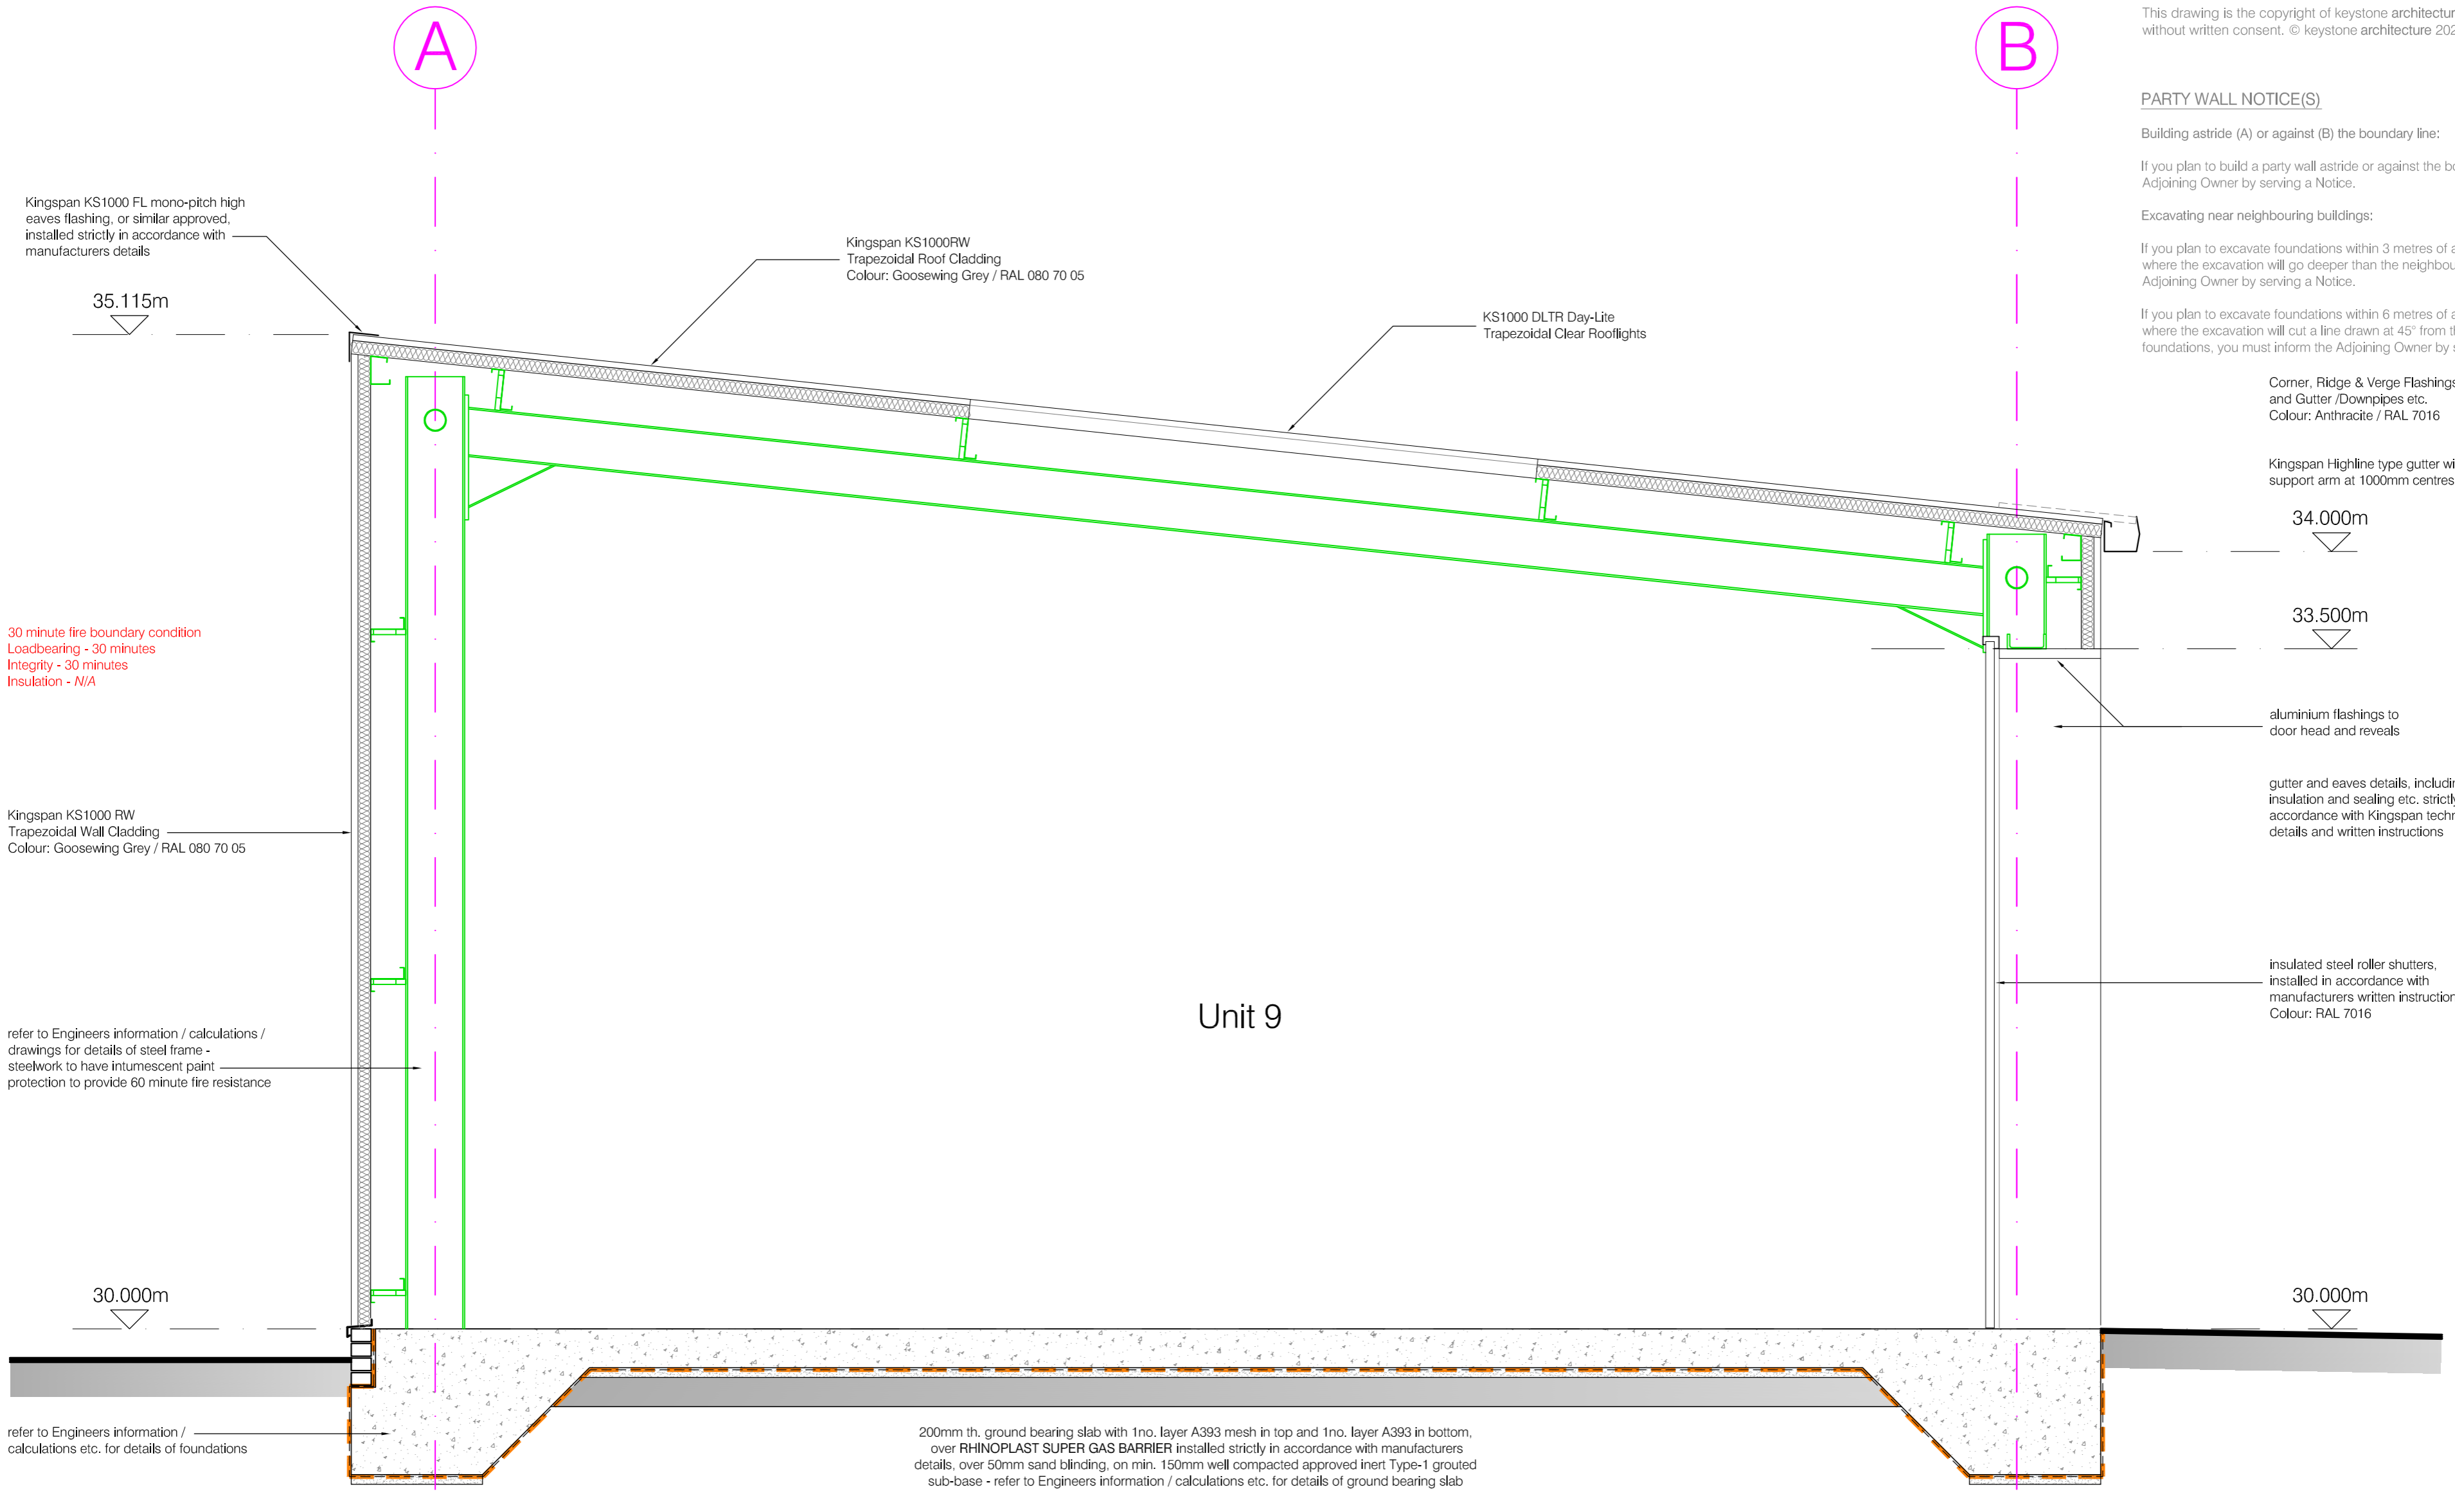 A
B
This drawing is the copyright of keystone architectur
without written consent. © keystone architecture 202
PARTY WALL NOTICE(S)
Building astride (A) or against (B) the boundary line:
If you plan to build a party wall astride or against the bo
Adjoining Owner by serving a Notice.
Excavating near neighbouring buildings:
If you plan to excavate foundations within 3 metres of a
where the excavation will go deeper than the neighbou
Adjoining Owner by serving a Notice.
If you plan to excavate foundations within 6 metres of a
where the excavation will cut a line drawn at 45° from th
foundations, you must inform the Adjoining Owner by s
Kingspan KS1000 FL mono-pitch high
eaves flashing, or similar approved,
installed strictly in accordance with
manufacturers details
35.115m
Kingspan KS1000RW
Trapezoidal Roof Cladding
Colour: Goosewing Grey / RAL 080 70 05
KS1000 DLTR Day-Lite
Trapezoidal Clear Rooflights
Corner, Ridge & Verge Flashings
and Gutter /Downpipes etc.
Colour: Anthracite / RAL 7016
Kingspan Highline type gutter wi
support arm at 1000mm centres
34.000m
33.500m
30 minute fire boundary condition
Loadbearing - 30 minutes
Integrity - 30 minutes
Insulation - N/A
aluminium flashings to
door head and reveals
gutter and eaves details, includin
insulation and sealing etc. strictly
accordance with Kingspan techn
details and written instructions
Kingspan KS1000 RW
Trapezoidal Wall Cladding
Colour: Goosewing Grey / RAL 080 70 05
insulated steel roller shutters,
installed in accordance with
manufacturers written instruction
Colour: RAL 7016
Unit 9
refer to Engineers information / calculations /
drawings for details of steel frame -
steelwork to have intumescent paint
protection to provide 60 minute fire resistance
30.000m
30.000m
refer to Engineers information /
calculations etc. for details of foundations
200mm th. ground bearing slab with 1no. layer A393 mesh in top and 1no. layer A393 in bottom,
over RHINOPLAST SUPER GAS BARRIER installed strictly in accordance with manufacturers
details, over 50mm sand blinding, on min. 150mm well compacted approved inert Type-1 grouted
sub-base - refer to Engineers information / calculations etc. for details of ground bearing slab